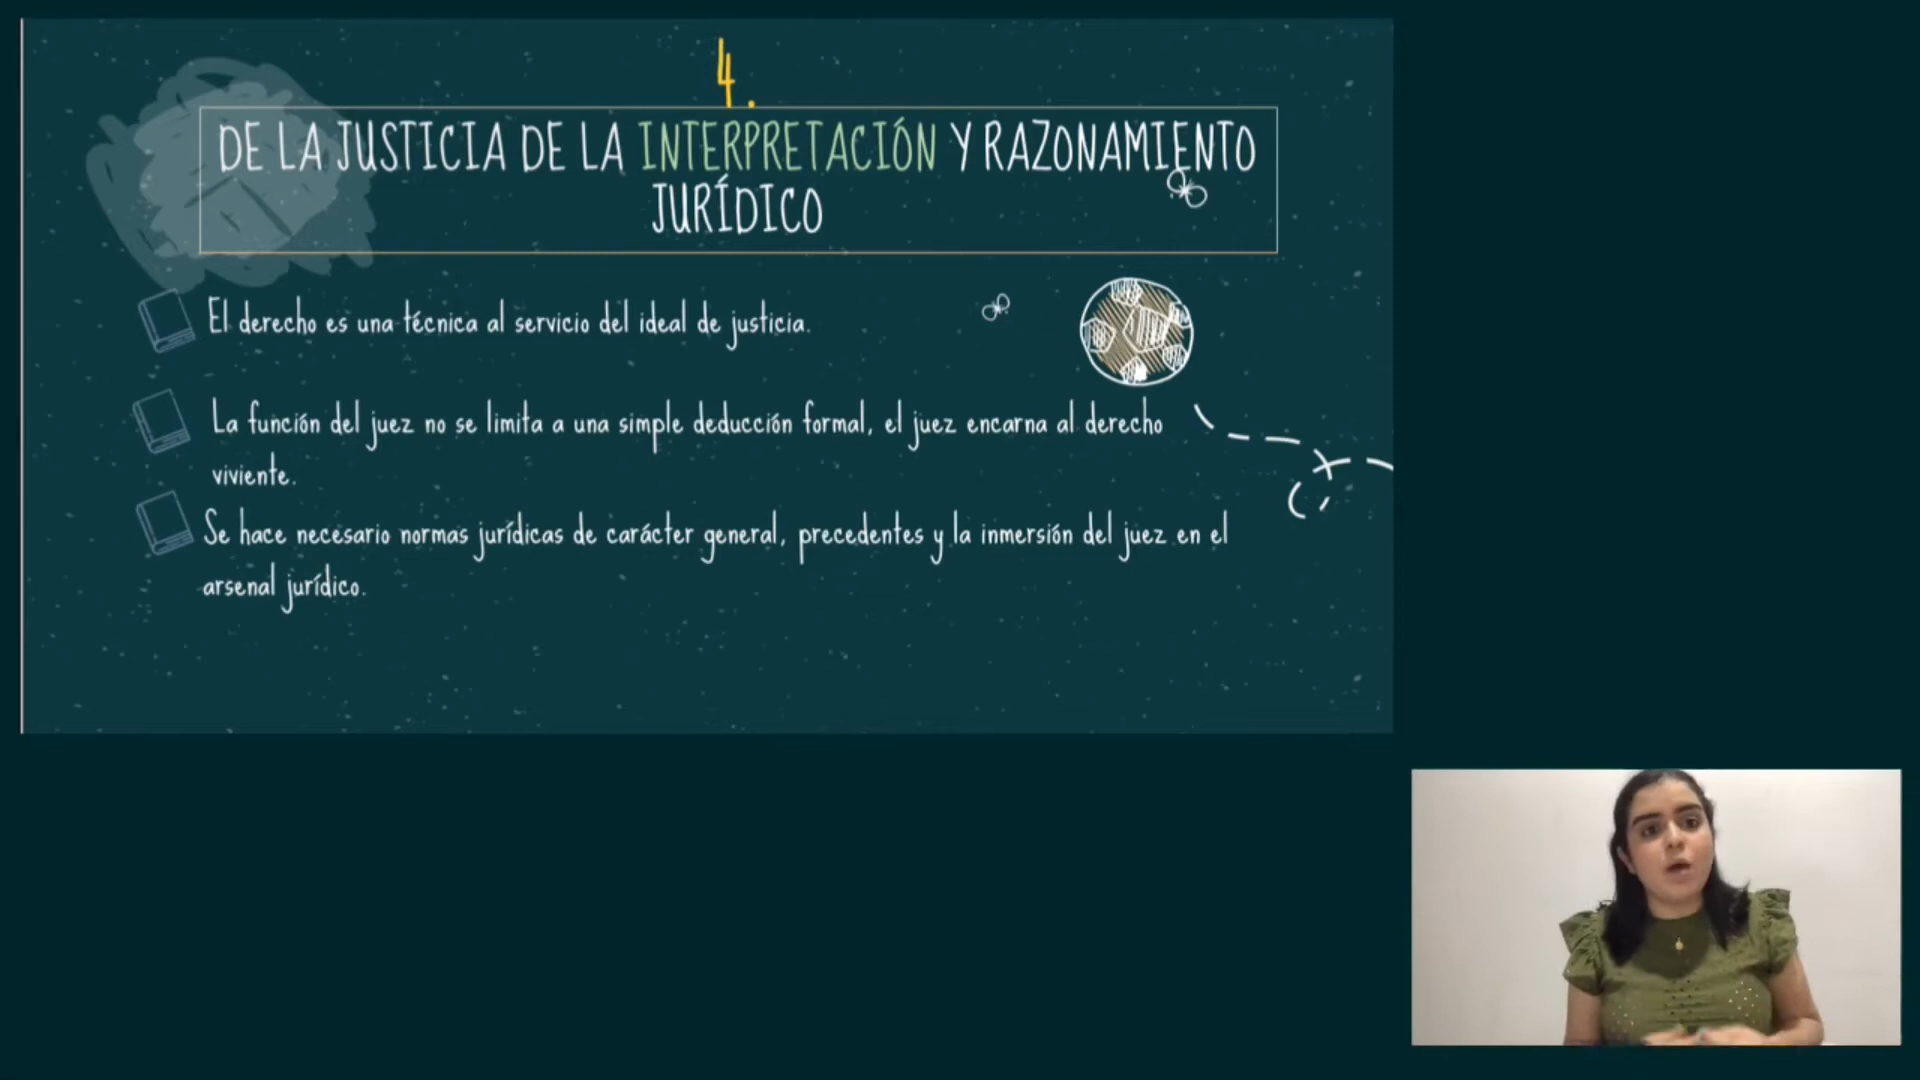 4.
DE LA JUSTICIA DE LA INTERPRETACIÓN Y RAZONAMIENTO
JURÍDICO
El derecho es una técnica al servicio del ideal de justicia.
La función del juez no se limita a una simple deducción formal, el juez encarna al derecho
viviente.
Se hace necesario normas jurídicas de carácter general, precedentes y la inmersión del juez en el
arsenal jurídico.